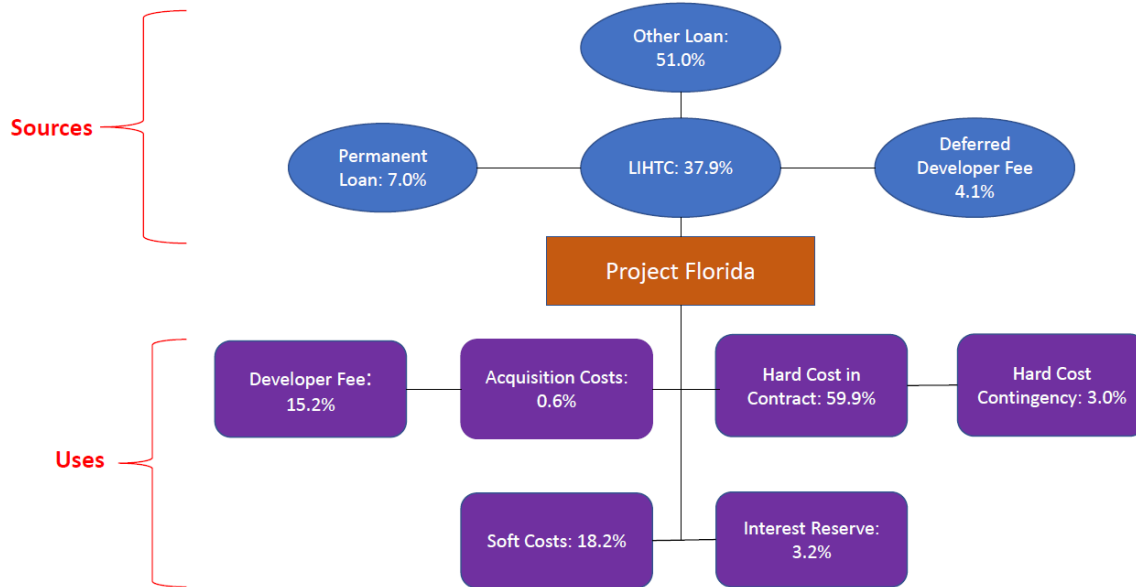 Other Loan:
51.0%
Sources
Permanent
Loan: 7.0%
LIHTC: 37.9%
Deferred
Developer Fee
4.1%
Project Florida
Developer Fee:
15.2%
Acquisition Costs:
0.6%
Hard Cost in
Contract: 59.9%
Hard Cost
Contingency: 3.0%
Uses
Soft Costs: 18.2%
Interest Reserve:
3.2%